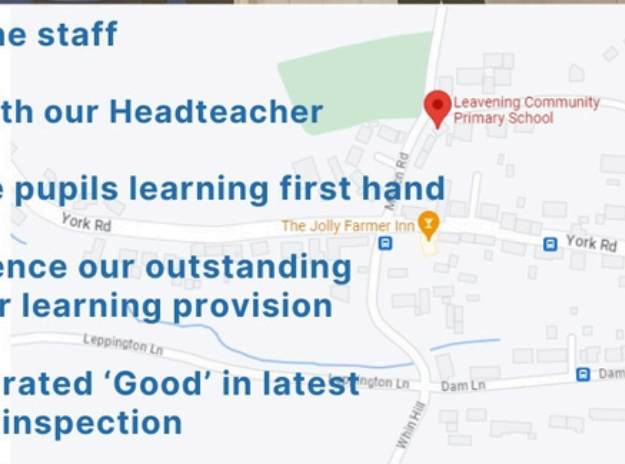 ne staff
th our Headteacher
Leavening Community
Primary School
e pupils learning first hand
York Rd
The Jolly Farmer Inn
York Rd
ence our outstanding
r learning provision
Leppington Ln
rated ‘Good’ in latest
Leppington Ln
Dam Ln
Dam
inspection
Whin Hill